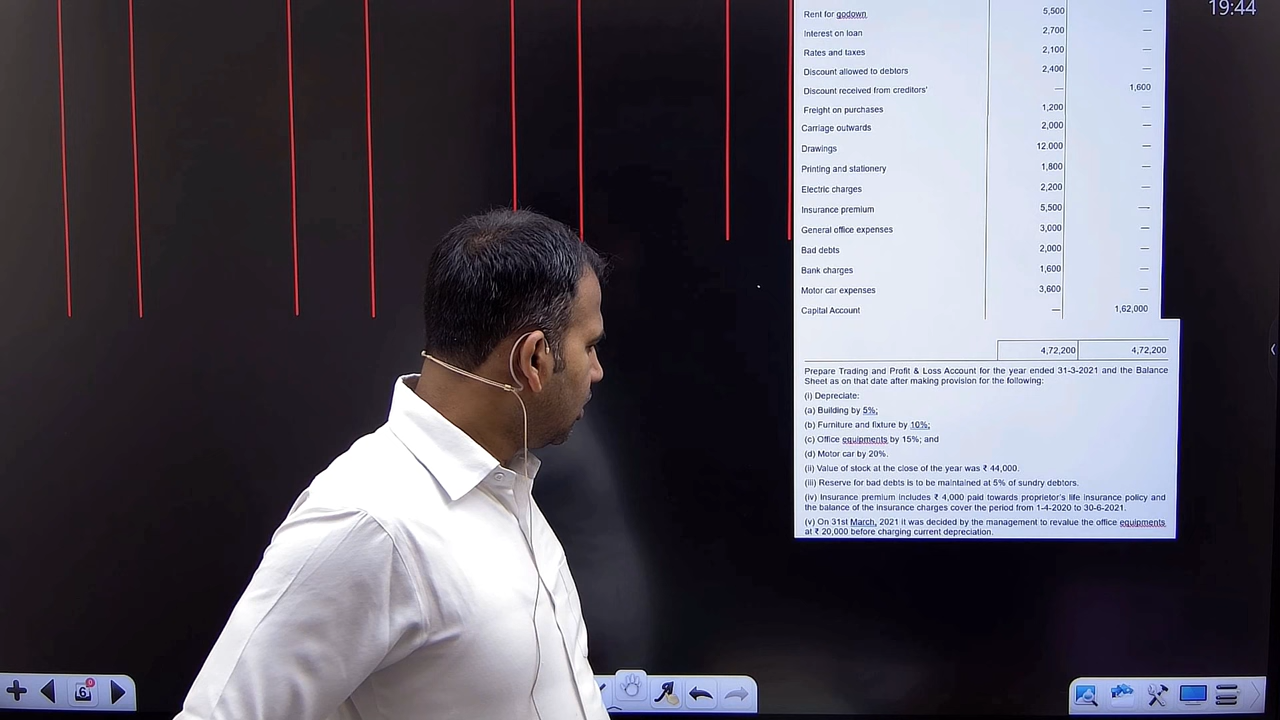 19:44
Rent for godown 5,500 —
Interest on loan 2,700 —
Rates and taxes 2,100 —
Discount allowed to debtors 2,400 —
Discount received from creditors' — 1,600
Freight on purchases 1,200 —
Carriage outwards 2,000 —
Drawings 12.000 —
Printing and stationery 1,800 —
Electric charges 2,200 —
Insurance premium 5,500 —
General office expenses 3,000 —
Bad debts 2,000 —
Bank charges 1,600 —
Motor car expenses 3,600 —
Capital Account — 1,62,000
4,72,200 4,72,200
Prepare Trading and Profit & Loss Account for the year ended 31-3-2021 and the Balance
Sheet as on that date after making provision for the following:
(i) Depreciate:
(a) Building by 5%;
(b) Furniture and fixture by 10%;
(c) Office equipments by 15%; and
(d) Motor car by 20%.
(ii) Value of stock at the close of the year was ₹ 44,000.
(iii) Reserve for bad debts is to be maintained at 5% of sundry debtors.
(iv) Insurance premium includes ₹ 4,000 paid towards proprietor's life insurance policy and
the balance of the insurance charges cover the period from 1-4-2020 to 30-6-2021.
(v) On 31st March, 2021 it was decided by the management to revalue the office equipments
at ₹ 20,000 before charging current depreciation.
6 0